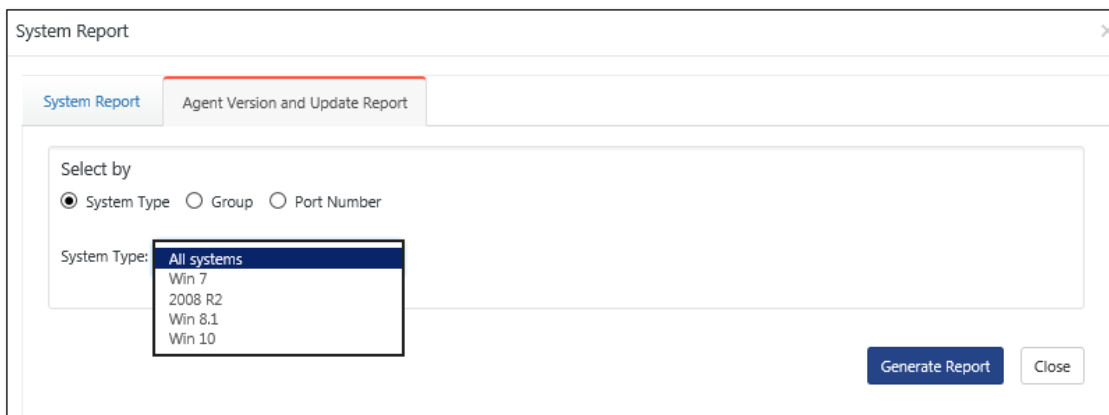 System Report
System Report Agent Version and Update Report
Select by
System Type Group Port Number
System Type: All systems
Win 7
2008 R2
Win 8.1
Win 10
Generate Report Close